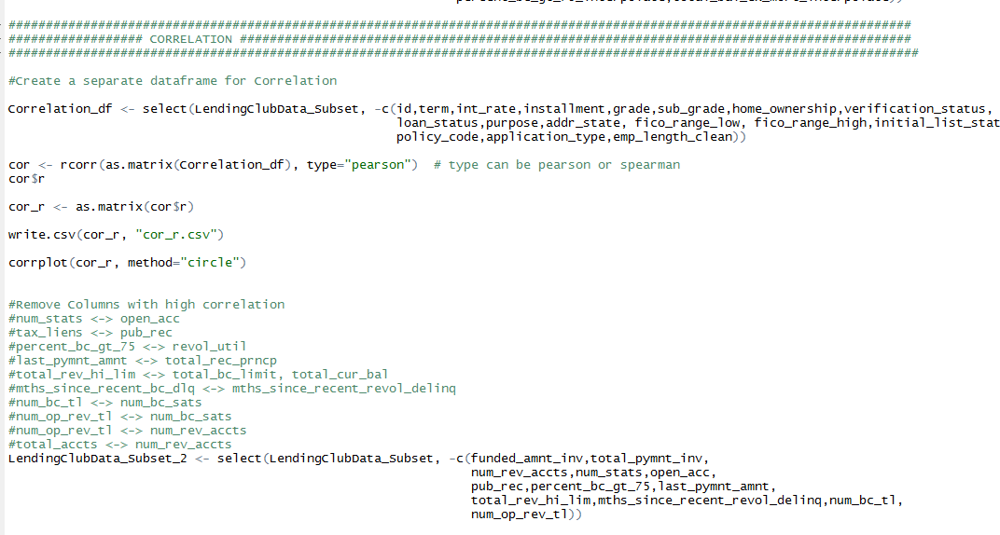 ################################################################################################################################
################## CORRELATION ##########################################################################################
##########################################################################################################################
#Create a separate dataframe for Correlation
Correlation_df <- select(LendingClubData_Subset, -c(id,term,int_rate,installment,grade,sub_grade,home_ownership,verification_status,
loan_status,purpose,addr_state, fico_range_low, fico_range_high,initial_list_stat
policy_code,application_type,emp_length_clean))
cor <- rcorr(as.matrix(Correlation_df), type="pearson")  # type can be pearson or spearman
cor$r
cor_r <- as.matrix(cor$r)
write.csv(cor_r, "cor_r.csv")
corrplot(cor_r, method="circle")
#Remove Columns with high correlation
#num_stats <-> open_acc
#tax_liens <-> pub_rec
#percent_bc_gt_75 <-> revol_util
#last_pymnt_amnt <-> total_rec_prncp
#total_rev_hi_lim <-> total_bc_limit, total_cur_bal
#mths_since_recent_bc_dlq <-> mths_since_recent_revol_delinq
#num_bc_tl <-> num_bc_sats
#num_op_rev_tl <-> num_bc_sats
#num_op_rev_tl <-> num_rev_accts
#total_accts <-> num_rev_accts
LendingClubData_Subset_2 <- select(LendingClubData_Subset, -c(funded_amnt_inv,total_pymnt_inv,
num_rev_accts,num_stats,open_acc,
pub_rec,percent_bc_gt_75,last_pymnt_amnt,
total_rev_hi_lim,mths_since_recent_revol_delinq,num_bc_tl,
num_op_rev_tl))